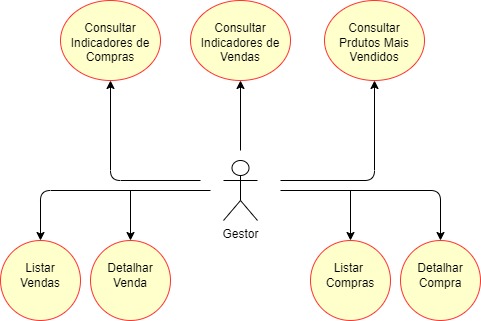 Consultar
Indicadores de
Compras
Consultar
Indicadores de
Vendas
Consultar
Prdutos Mais
Vendidos
Gestor
Listar
Vendas
Detalhar
Venda
Listar
Compras
Detalhar
Compra